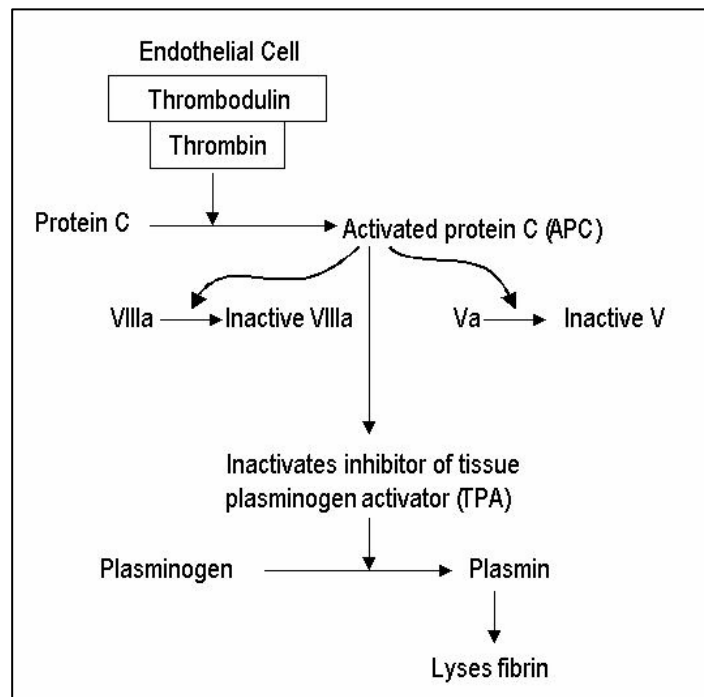 Endothelial Cell
Thrombodulin
Thrombin
Protein C
Activated protein C (APC)
VIIIa
Inactive VIIIa
Va
Inactive V
Inactivates inhibitor of tissue
plasminogen activator (TPA)
Plasminogen
Plasmin
Lyses fibrin